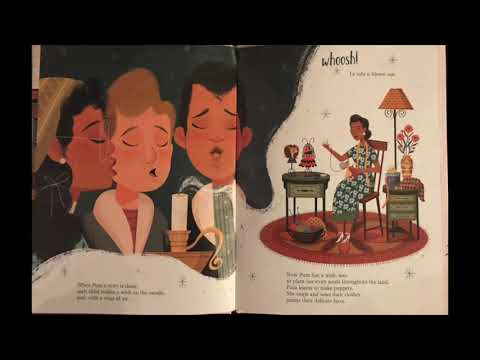 When Pura's story is done
each child makes a wish on the candle,
and, with a wisp of air...
whoosh!
La vela is blown out.
Now Pura has a wish, too:
to plant her story seeds throughout the land.
Pura learns to make puppets.
She snips and sews their clothes
paints their delicate faces.